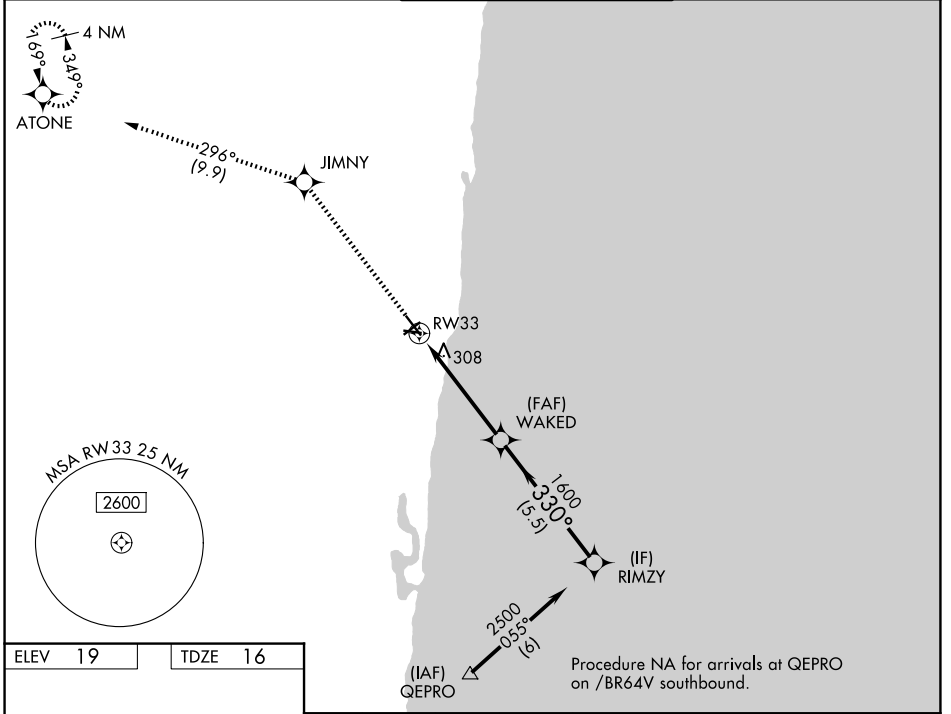 4 NM
169°
349°
ATONE
296°
(9.9)
JIMNY
RW33
308
(FAF)
WAKED
MSA RW33 25 NM
2600
1600
330°
(5.5)
(IF)
RIMZY
2500
055°
(6)
(IAF)
QEPRO
Procedure NA for arrivals at QEPRO
on /BR64V southbound.
ELEV 19
TDZE 16